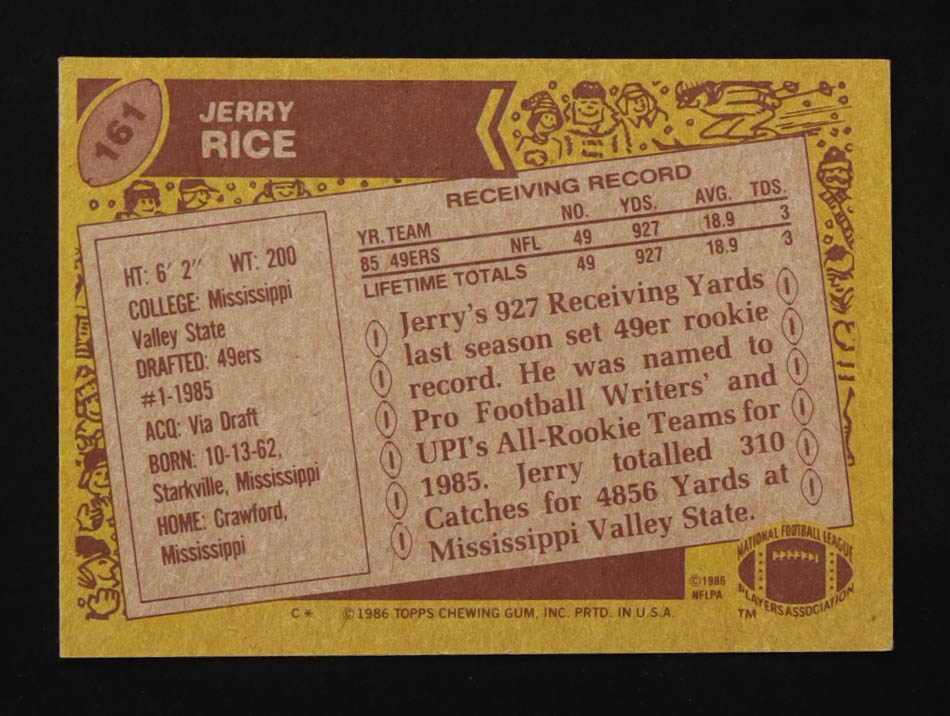 161
JERRY
RICE
RECEIVING RECORD
YR. TEAM NO. YDS. AVG. TDS.
85 49ERS NFL 49 927 18.9 3
LIFETIME TOTALS 49 927 18.9 3
HT: 6' 2" WT: 200
COLLEGE: Mississippi
Valley State
DRAFTED: 49ers
#1-1985
ACQ: Via Draft
BORN: 10-13-62,
Starkville, Mississippi
HOME: Crawford,
Mississippi
Jerry's 927 Receiving Yards
last season set 49er rookie
record. He was named to
Pro Football Writers' and
UPI's All-Rookie Teams for
1985. Jerry totalled 310
Catches for 4856 Yards at
Mississippi Valley State.
©1986
NFLPA
NATIONAL FOOTBALL LEAGUE
PLAYERS ASSOCIATION
TM
C* ©1986 TOPPS CHEWING GUM, INC. PRTD. IN U.S.A.